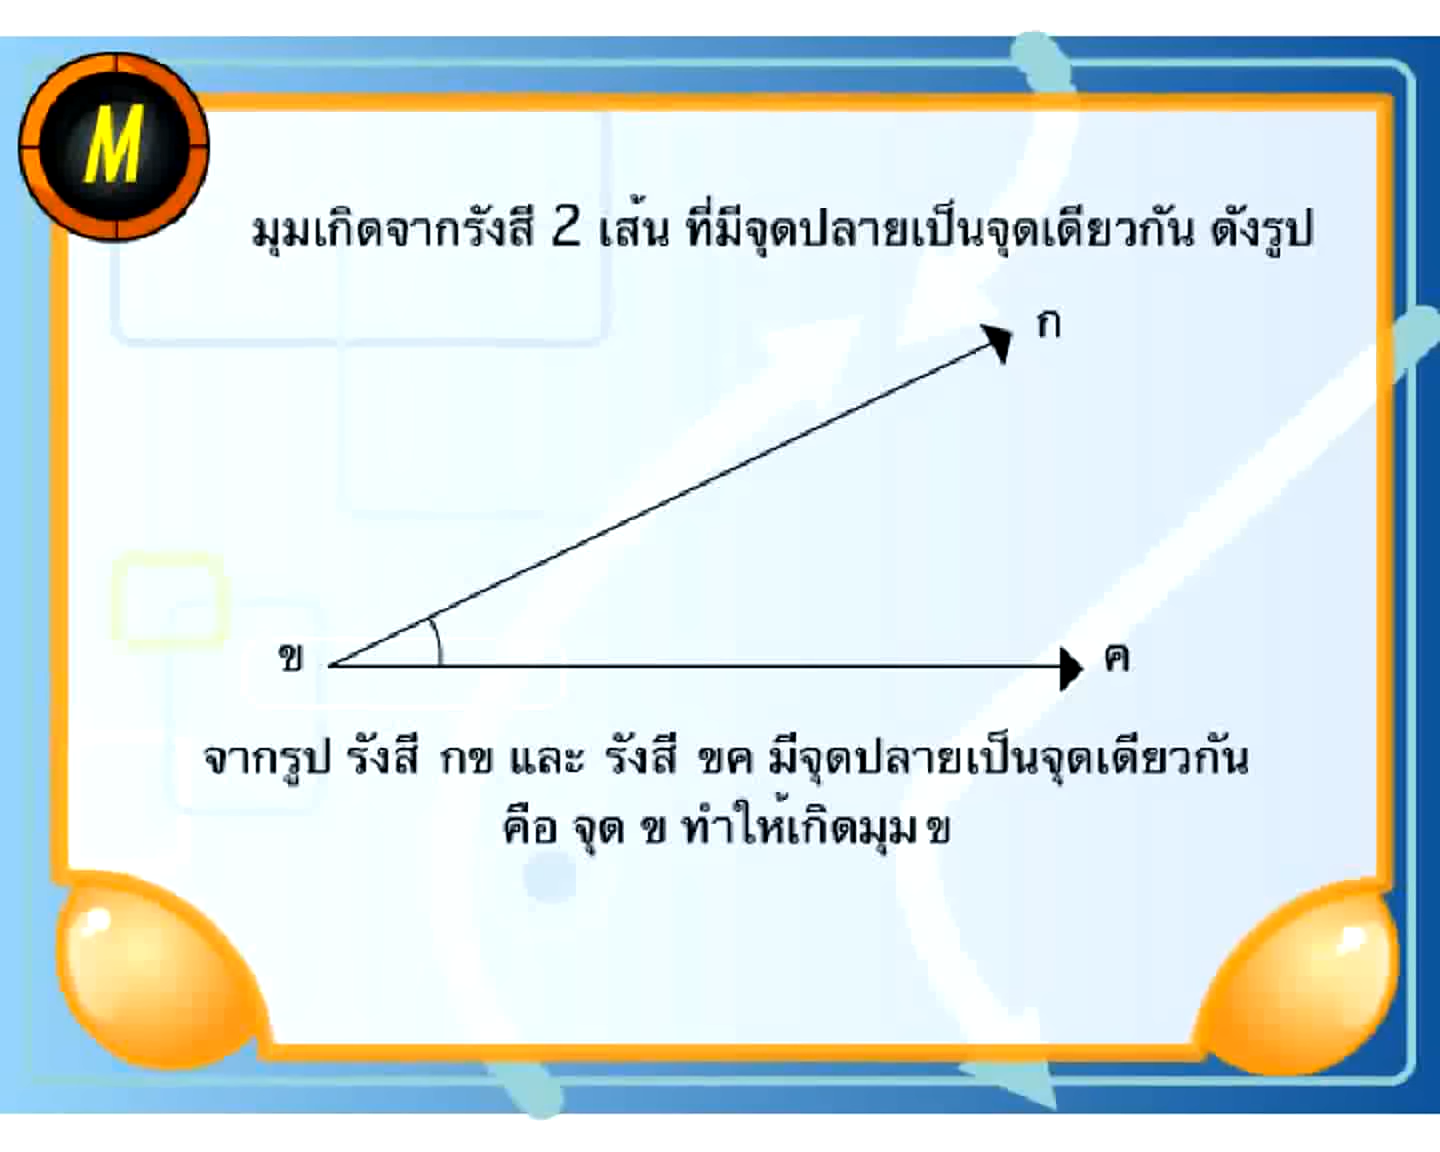 M
มุมเกิดจากรังสี 2 เส้น ที่มีจุดปลายเป็นจุดเดียวกัน ดังรูป
ก
ข
ค
จากรูป รังสี กข และ รังสี ขค มีจุดปลายเป็นจุดเดียวกัน
คือ จุด ข ทำให้เกิดมุม ข